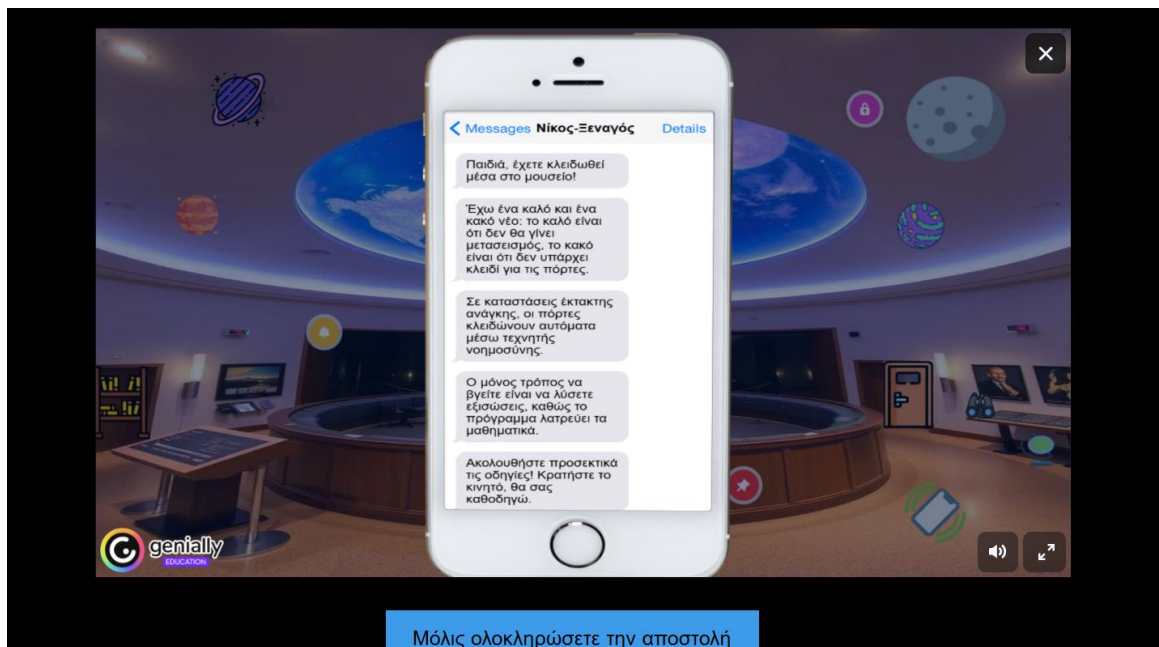 Messages Νίκος-Ξεναγός Details
Παιδιά, έχετε κλειδωθεί
μέσα στο μουσείο!
Έχω ένα καλό και ένα
κακό νέο: το καλό είναι
ότι δεν θα γίνει
μετασεισμός, το κακό
είναι ότι δεν υπάρχει
κλειδί για τις πόρτες.
Σε καταστάσεις έκτακτης
ανάγκης, οι πόρτες
κλειδώνουν αυτόματα
μέσω τεχνητής
νοημοσύνης.
Ο μόνος τρόπος να
βγείτε είναι να λύσετε
εξισώσεις, καθώς το
πρόγραμμα λατρεύει τα
μαθηματικά.
Ακολουθήστε προσεκτικά
τις οδηγίες! Κρατήστε το
κινητό, θα σας
καθοδηγώ.
genially
EDUCATION
Μόλις ολοκληρώσετε την αποστολή